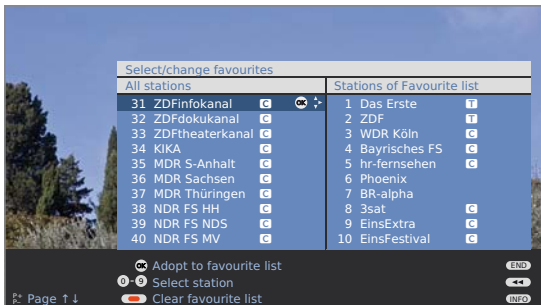 Select/change favourites
All stations
Stations of Favourite list
31 ZDFinfokanal C OK
32 ZDFdokukanal C
33 ZDFtheaterkanal C
34 KIKA C
35 MDR S-Anhalt C
36 MDR Sachsen C
37 MDR Thüringen C
38 NDR FS HH C
39 NDR FS NDS C
40 NDR FS MV C
1 Das Erste T
2 ZDF T
3 WDR Köln C
4 Bayrisches FS C
5 hr-fernsehen C
6 Phoenix
7 BR-alpha
8 3sat C
9 EinsExtra C
10 EinsFestival C
OK Adopt to favourite list END
0-9 Select station
P+ P- Page ↑↓ Clear favourite list INFO